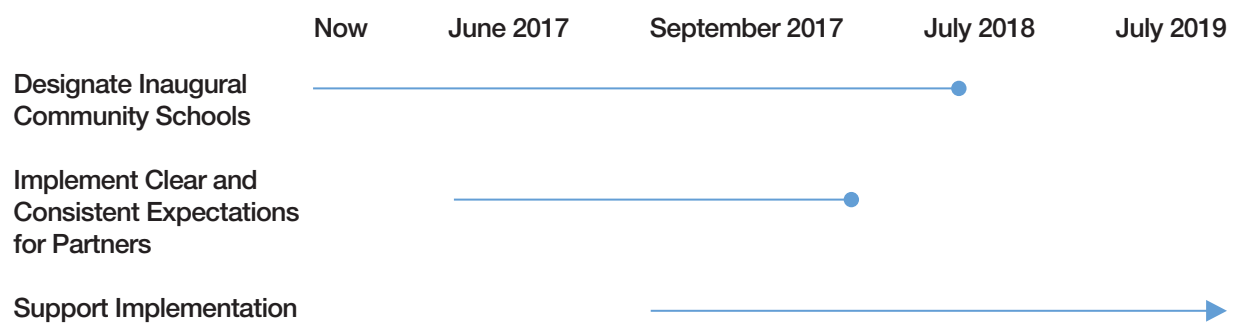 Now June 2017 September 2017 July 2018 July 2019
Designate Inaugural
Community Schools
Implement Clear and
Consistent Expectations
for Partners
Support Implementation